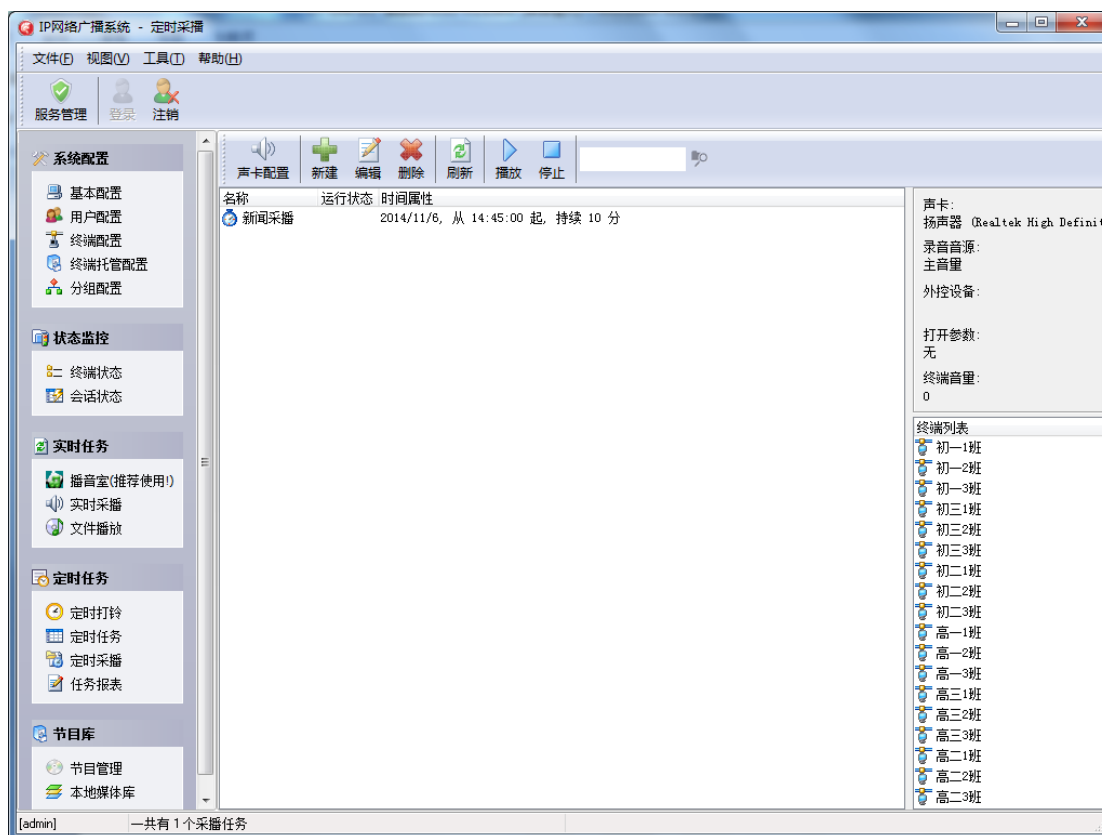 IP网络广播系统 - 定时采播
文件(F) 视图(V) 工具(T) 帮助(H)
服务管理 登录 注销
系统配置
基本配置
用户配置
终端配置
终端托管配置
分组配置
状态监控
终端状态
会话状态
实时任务
播音室(推荐使用!)
实时采播
文件播放
定时任务
定时打铃
定时任务
定时采播
任务报表
节目库
节目管理
本地媒体库
声卡配置 新建 编辑 删除 刷新 播放 停止
名称 运行状态 时间属性
新闻采播 2014/11/6, 从 14:45:00 起, 持续 10 分
声卡:
扬声器 (Realtek High Definit
录音音源:
主音量
外控设备:
打开参数:
无
终端音量:
0
终端列表
初一1班
初一2班
初一3班
初三1班
初三2班
初三3班
初二1班
初二2班
初二3班
高一1班
高一2班
高一3班
高三1班
高三2班
高三3班
高二1班
高二2班
高二3班
[admin] 一共有 1 个采播任务